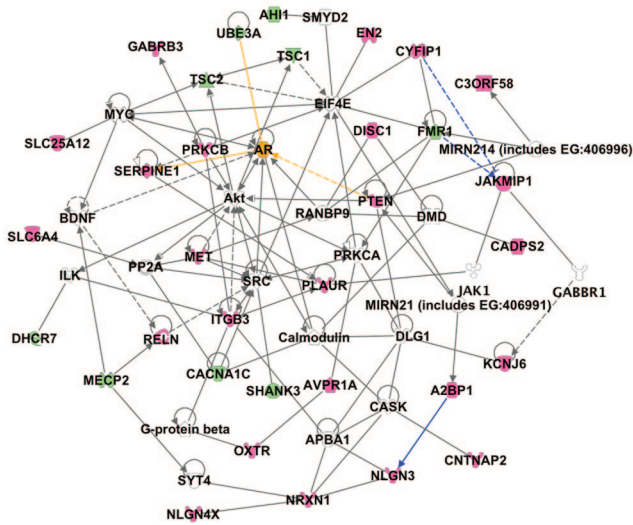 AHI1
SMYD2
UBE3A
EN2
GABRB3
TSC1
CYFIP1
TSC2
C3ORF58
EIF4E
MYC
DISC1
FMR1
SLC25A12
PRKCB
AR
MIRN214 (includes EG:406996)
SERPINE1
JAKMIP1
Akt
PTEN
BDNF
RANBP9
DMD
SLC6A4
MET
PRKCA
CADPS2
PP2A
ILK
SRC
PLAUR
JAK1
GABBR1
MIRN21 (includes EG:406991)
ITGB3
DHCR7
RELN
Calmodulin
DLG1
KCNJ6
MECP2
CACNA1C
SHANK3
AVPR1A
A2BP1
CASK
G-protein beta
APBA1
OXTR
CNTNAP2
SYT4
NLGN3
NRXN1
NLGN4X